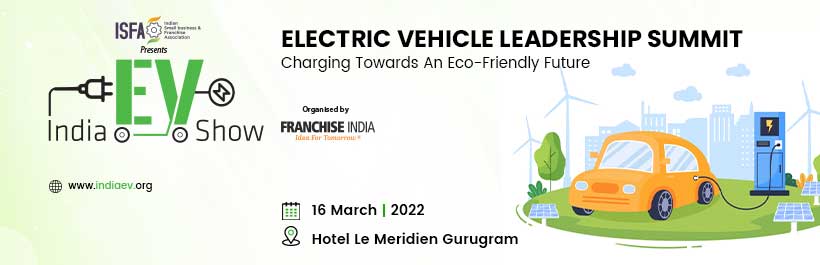 ISFA
Indian
Small business &
Franchise
Association
Presents
EV
India Show
www.indiaev.org
ELECTRIC VEHICLE LEADERSHIP SUMMIT
Charging Towards An Eco-Friendly Future
Organised by
FRANCHISE INDIA
Idea For Tomorrow
16 March | 2022
Hotel Le Meridien Gurugram